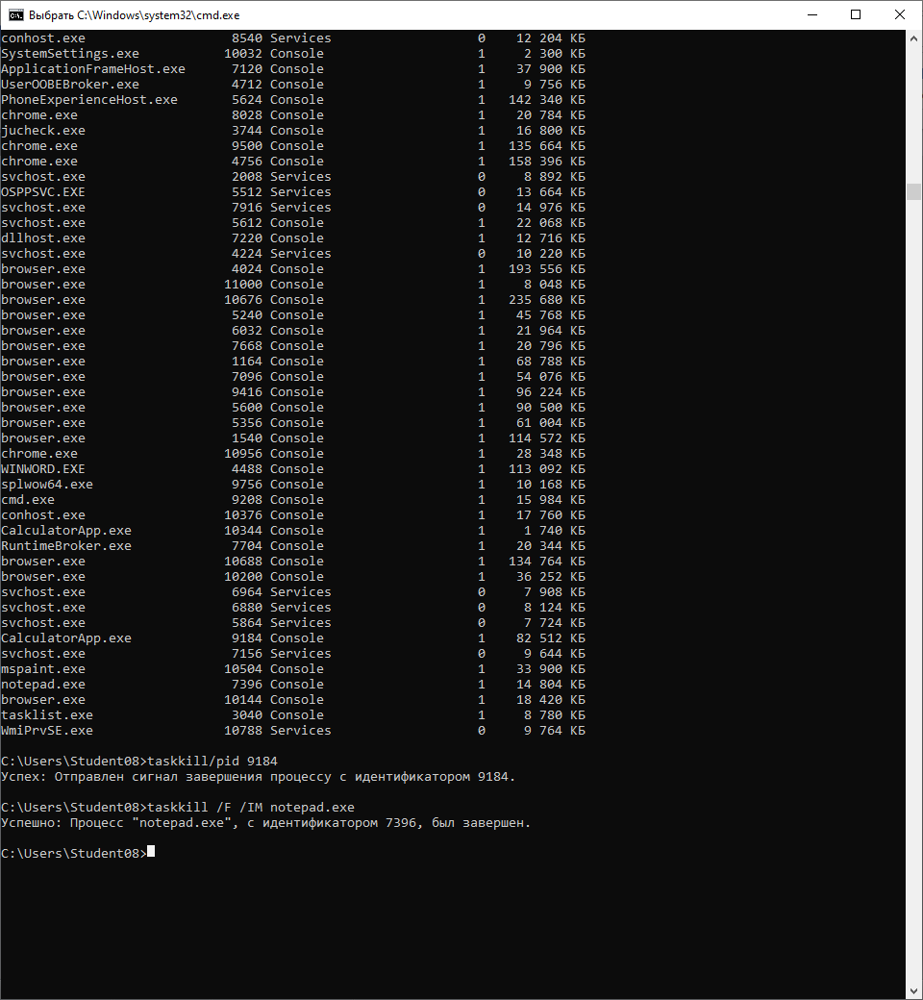 Выбрать C:\Windows\system32\cmd.exe
conhost.exe 8540 Services 0 12 204 КБ
SystemSettings.exe 10032 Console 1 2 300 КБ
ApplicationFrameHost.exe 7120 Console 1 37 900 КБ
UserOOBEBroker.exe 4712 Console 1 9 756 КБ
PhoneExperienceHost.exe 5624 Console 1 142 340 КБ
chrome.exe 8028 Console 1 20 784 КБ
jucheck.exe 3744 Console 1 16 800 КБ
chrome.exe 9500 Console 1 135 664 КБ
chrome.exe 4756 Console 1 158 396 КБ
svchost.exe 2008 Services 0 8 892 КБ
OSPPSVC.EXE 5512 Services 0 13 664 КБ
svchost.exe 7916 Services 0 14 976 КБ
svchost.exe 5612 Console 1 22 068 КБ
dllhost.exe 7220 Console 1 12 716 КБ
svchost.exe 4224 Services 0 10 220 КБ
browser.exe 4024 Console 1 193 556 КБ
browser.exe 11000 Console 1 8 048 КБ
browser.exe 10676 Console 1 235 680 КБ
browser.exe 5240 Console 1 45 768 КБ
browser.exe 6032 Console 1 21 964 КБ
browser.exe 7668 Console 1 20 796 КБ
browser.exe 1164 Console 1 68 788 КБ
browser.exe 7096 Console 1 54 076 КБ
browser.exe 9416 Console 1 96 224 КБ
browser.exe 5600 Console 1 90 500 КБ
browser.exe 5356 Console 1 61 004 КБ
browser.exe 1540 Console 1 114 572 КБ
chrome.exe 10956 Console 1 28 348 КБ
WINWORD.EXE 4488 Console 1 113 092 КБ
splwow64.exe 9756 Console 1 10 168 КБ
cmd.exe 9208 Console 1 15 984 КБ
conhost.exe 10376 Console 1 17 760 КБ
CalculatorApp.exe 10344 Console 1 1 740 КБ
RuntimeBroker.exe 7704 Console 1 20 344 КБ
browser.exe 10688 Console 1 134 764 КБ
browser.exe 10200 Console 1 36 252 КБ
svchost.exe 6964 Services 0 7 908 КБ
svchost.exe 6880 Services 0 8 124 КБ
svchost.exe 5864 Services 0 7 724 КБ
CalculatorApp.exe 9184 Console 1 82 512 КБ
svchost.exe 7156 Services 0 9 644 КБ
mspaint.exe 10504 Console 1 33 900 КБ
notepad.exe 7396 Console 1 14 804 КБ
browser.exe 10144 Console 1 18 420 КБ
tasklist.exe 3040 Console 1 8 780 КБ
WmiPrvSE.exe 10788 Services 0 9 764 КБ
C:\Users\Student08>taskkill/pid 9184
Успех: Отправлен сигнал завершения процессу с идентификатором 9184.
C:\Users\Student08>taskkill /F /IM notepad.exe
Успешно: Процесс "notepad.exe", с идентификатором 7396, был завершен.
C:\Users\Student08>